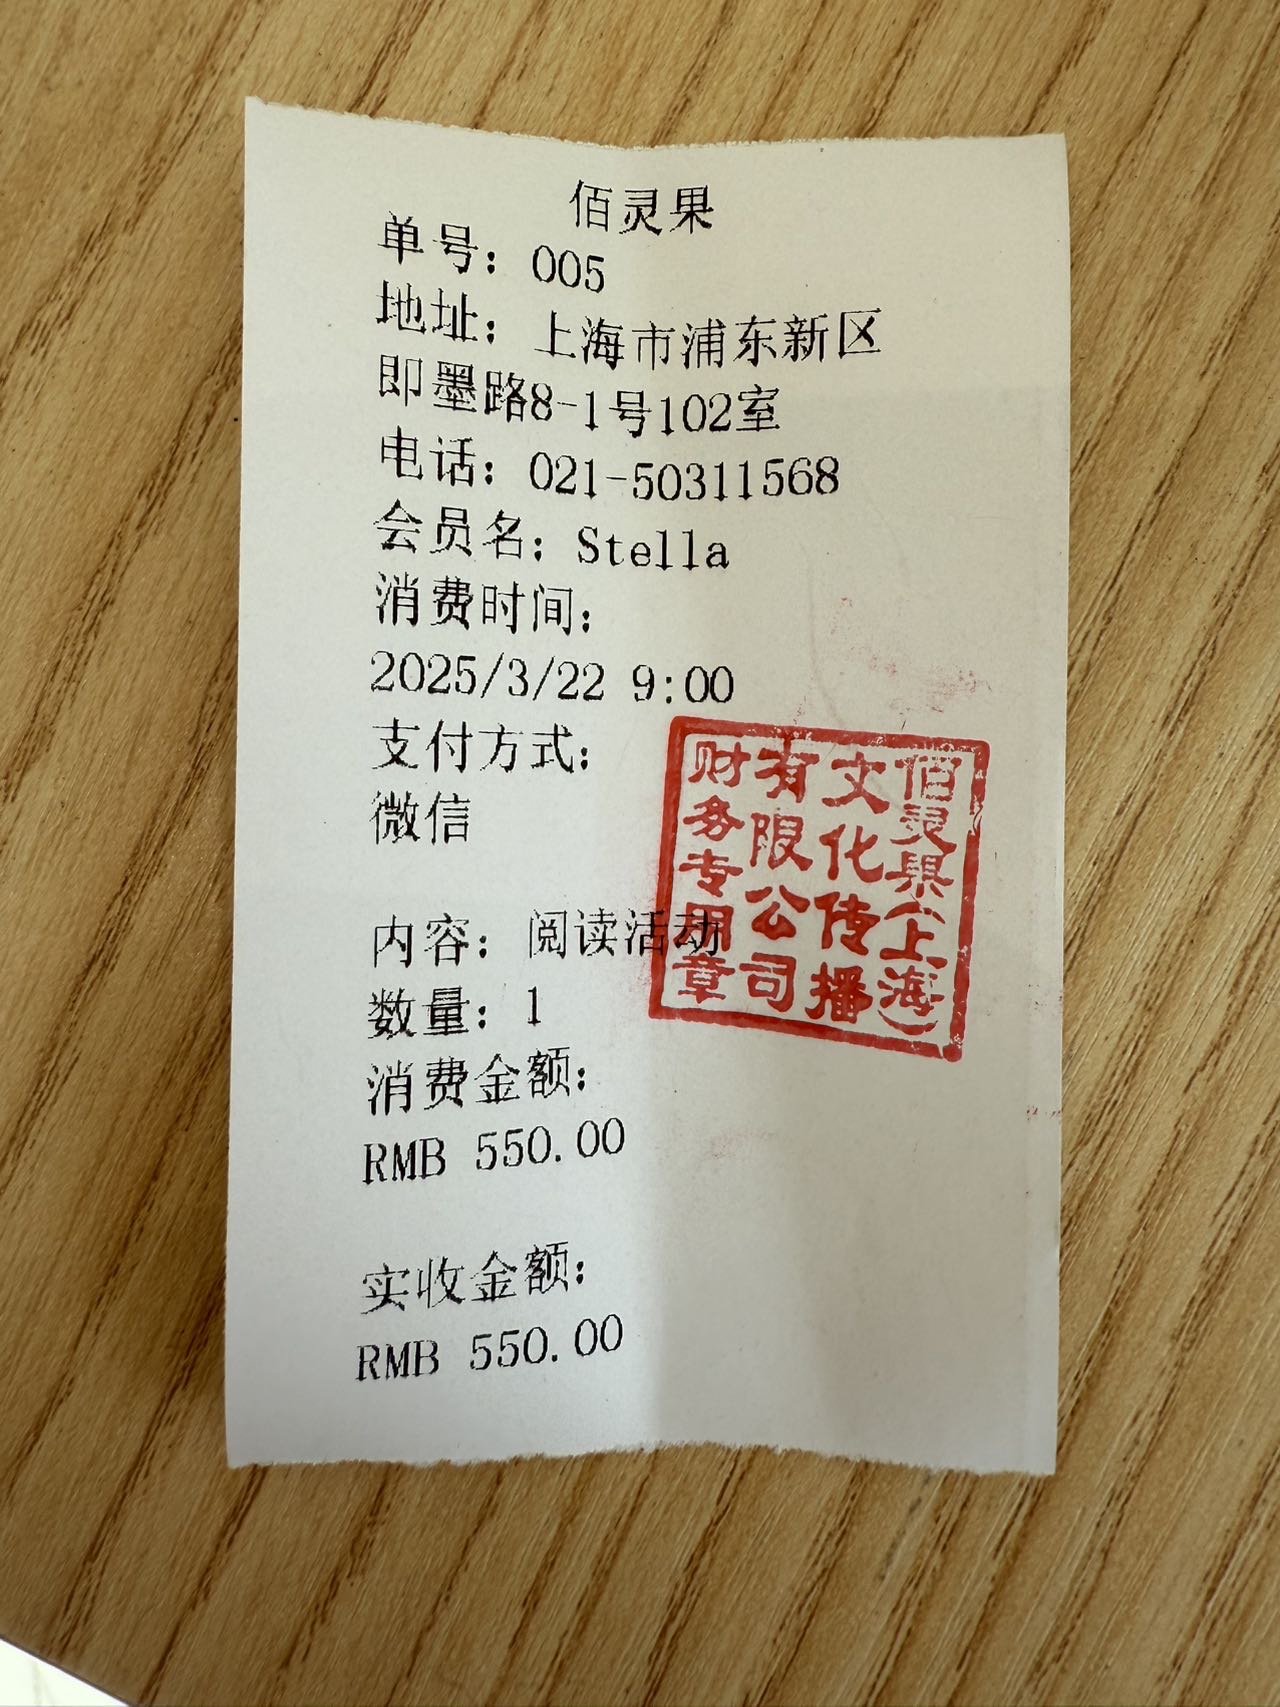 佰灵果
单号：005
地址：上海市浦东新区
即墨路8-1号102室
电话：021-50311568
会员名：Stella
消费时间：
2025/3/22 9:00
支付方式：
微信
内容：阅读活动
数量：1
消费金额：
RMB 550.00
实收金额：
RMB 550.00
佰灵果（上海）
文化传播
有限公司
财务专用章